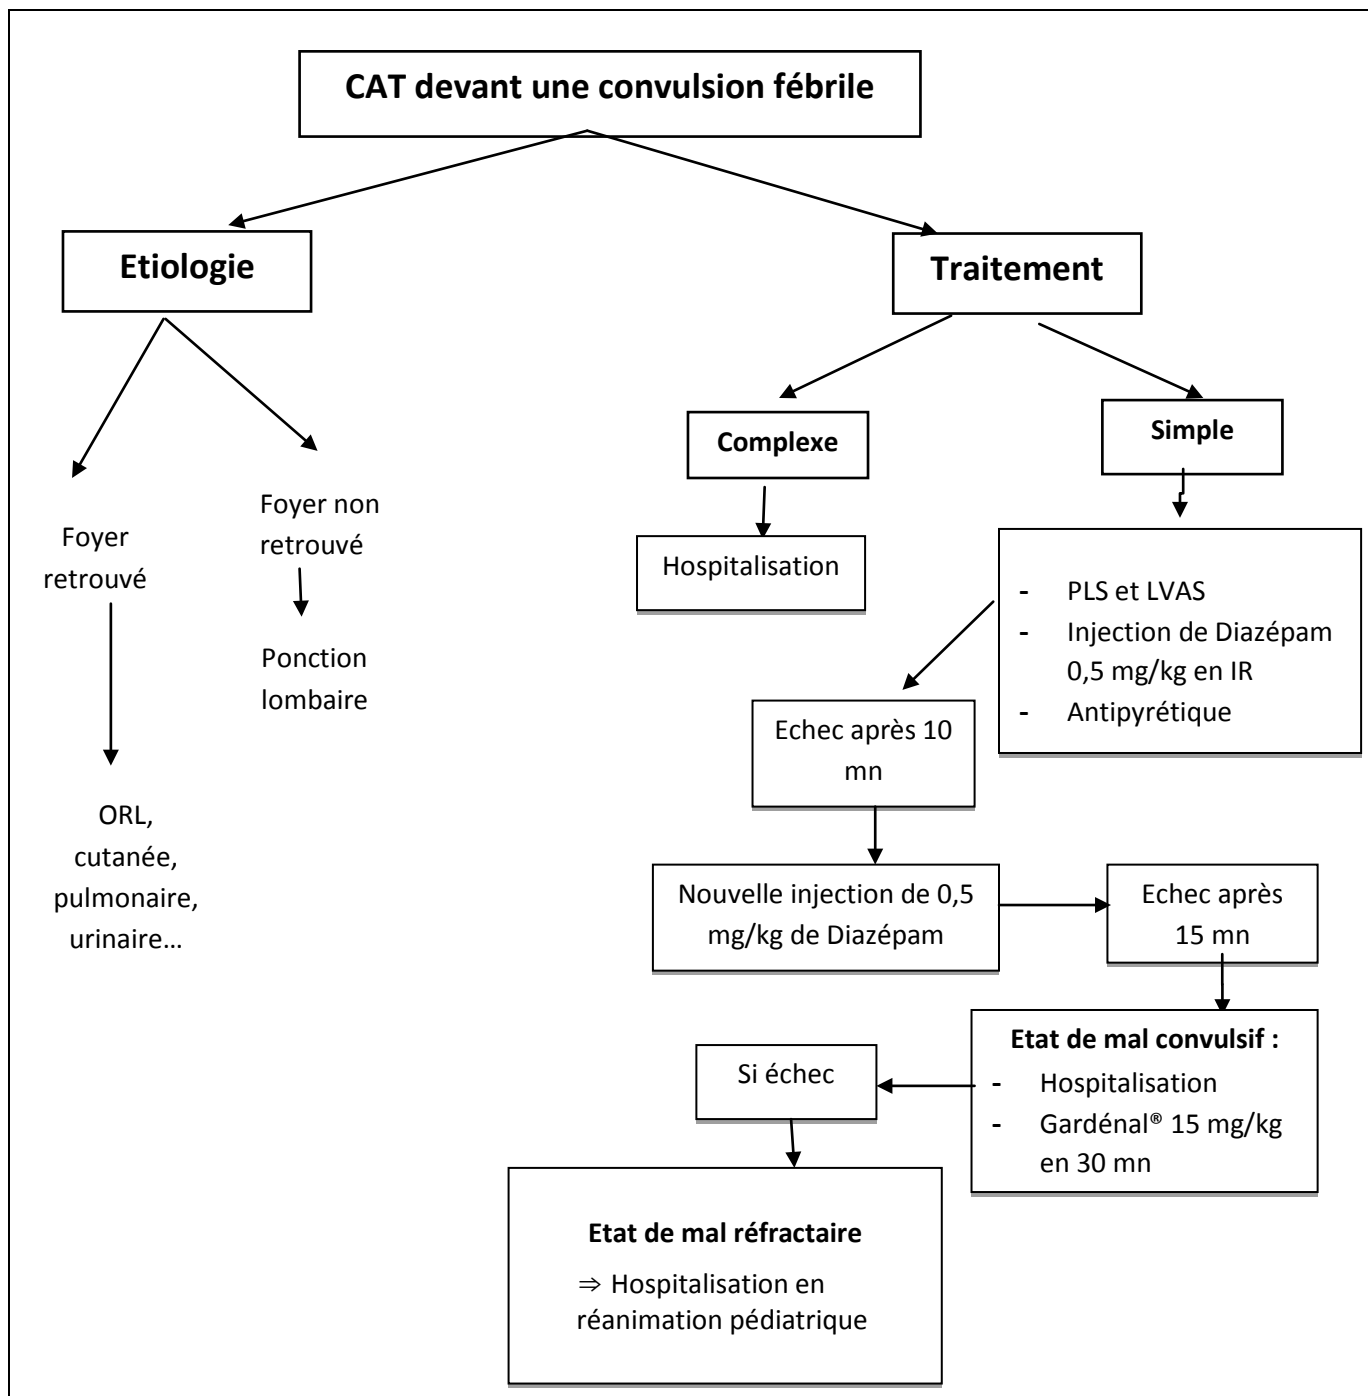 CAT devant une convulsion fébrile
Etiologie
Traitement
Complexe
Simple
Foyer
retrouvé
Foyer non
retrouvé
Hospitalisation
- PLS et LVAS
- Injection de Diazépam
0,5 mg/kg en IR
- Antipyrétique
Ponction
lombaire
Echec après 10
mn
ORL,
cutanée,
pulmonaire,
urinaire...
Nouvelle injection de 0,5
mg/kg de Diazépam
Echec après
15 mn
Etat de mal convulsif :
- Hospitalisation
- Gardénal® 15 mg/kg
en 30 mn
Si échec
Etat de mal réfractaire
⇒ Hospitalisation en
réanimation pédiatrique